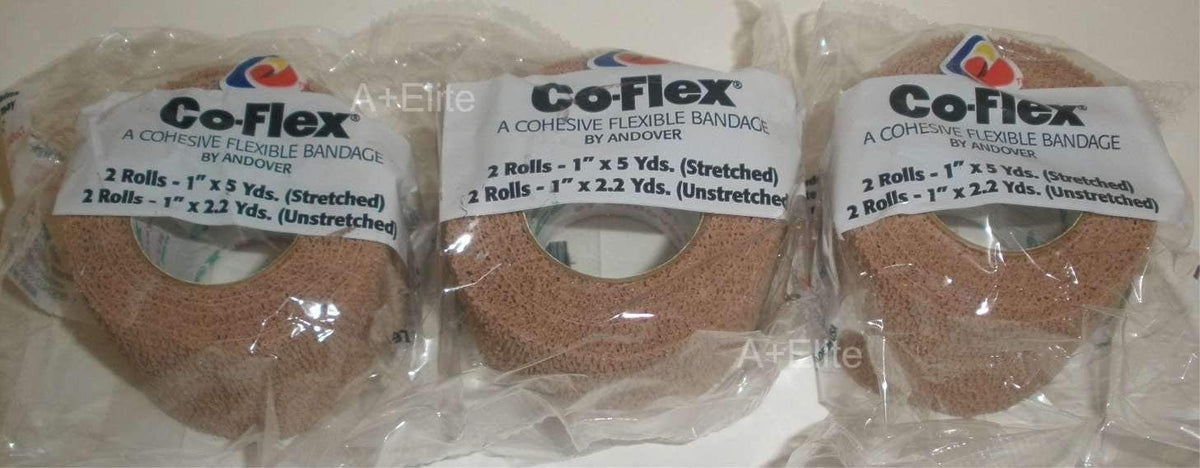 A+Elite
Co-Flex®
A COHESIVE FLEXIBLE BANDAGE
BY ANDOVER
2 Rolls - 1" x 5 Yds. (Stretched)
2 Rolls - 1" x 2.2 Yds. (Unstretched)
Co-Flex®
A COHESIVE FLEXIBLE BANDAGE
BY ANDOVER
2 Rolls - 1" x 5 Yds. (Stretched)
2 Rolls - 1" x 2.2 Yds. (Unstretched
Co-Flex®
A COHESIVE FLEXIBLE BANDAGE
BY ANDOVER
2 Rolls - 1" x 5 Yds. (Stretched)
2 Rolls - 1" x 2.2 Yds. (Unstretched)
A+Elite